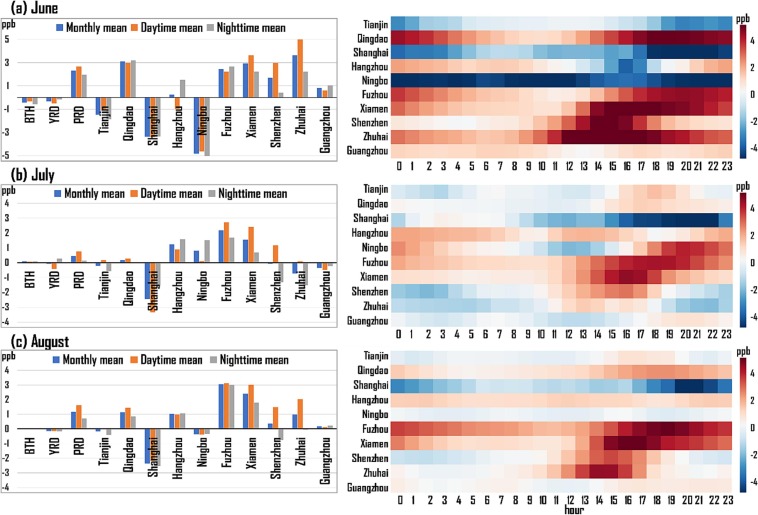 (a) June
ppb
Monthly mean Daytime mean Nighttime mean
5
3
1
-1
-3
-5
BTH YRD PRD Tianjin Qingdao Shanghai Hangzhou Ningbo Fuzhou Xiamen Shenzhen Zhuhai Guangzhou
Tianjin
Qingdao
Shanghai
Hangzhou
Ningbo
Fuzhou
Xiamen
Shenzhen
Zhuhai
Guangzhou
0 1 2 3 4 5 6 7 8 9 10 11 12 13 14 15 16 17 18 19 20 21 22 23
ppb
4
2
0
-2
-4
(b) July
ppb
Monthly mean Daytime mean Nighttime mean
4
3
2
1
0
-1
-2
-3
-4
BTH YRD PRD Tianjin Qingdao Shanghai Hangzhou Ningbo Fuzhou Xiamen Shenzhen Zhuhai Guangzhou
Tianjin
Qingdao
Shanghai
Hangzhou
Ningbo
Fuzhou
Xiamen
Shenzhen
Zhuhai
Guangzhou
0 1 2 3 4 5 6 7 8 9 10 11 12 13 14 15 16 17 18 19 20 21 22 23
ppb
4
2
0
-2
-4
(c) August
ppb
Monthly mean Daytime mean Nighttime mean
4
3
2
1
0
-1
-2
-3
-4
BTH YRD PRD Tianjin Qingdao Shanghai Hangzhou Ningbo Fuzhou Xiamen Shenzhen Zhuhai Guangzhou
Tianjin
Qingdao
Shanghai
Hangzhou
Ningbo
Fuzhou
Xiamen
Shenzhen
Zhuhai
Guangzhou
0 1 2 3 4 5 6 7 8 9 10 11 12 13 14 15 16 17 18 19 20 21 22 23
hour
ppb
4
2
0
-2
-4